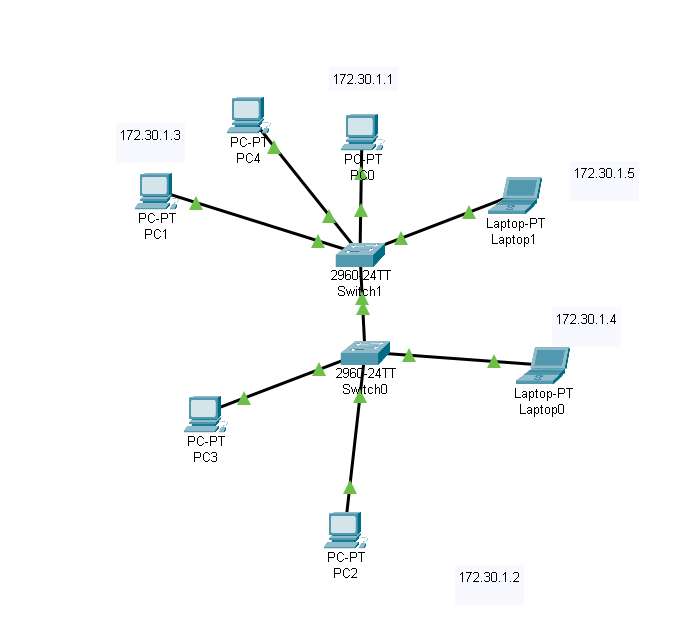 172.30.1.1
172.30.1.3
PC-PT
PC4
PC-PT
PC0
172.30.1.5
PC-PT
PC1
Laptop-PT
Laptop1
2960-24TT
Switch1
172.30.1.4
2960-24TT
Switch0
Laptop-PT
Laptop0
PC-PT
PC3
PC-PT
PC2
172.30.1.2